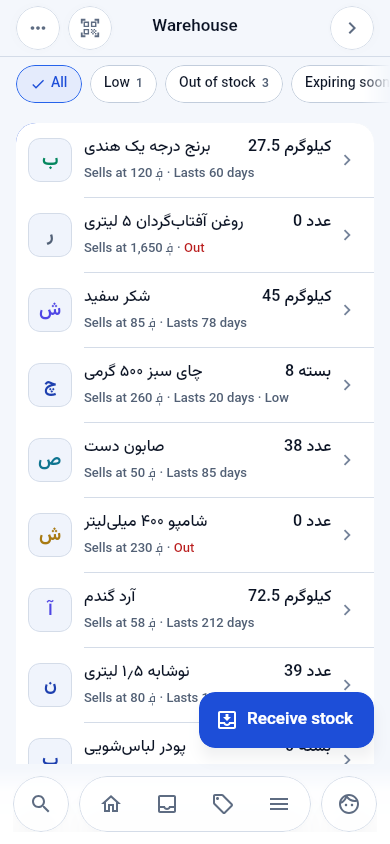 Warehouse
All
Low 1
Out of stock 3
Expiring soon
ب
برنج درجه یک هندی
27.5 کیلوگرم
Sells at 120 ؋ · Lasts 60 days
ر
روغن آفتاب‌گردان ۵ لیتری
0 عدد
Sells at 1,650 ؋ · Out
ش
شکر سفید
45 کیلوگرم
Sells at 85 ؋ · Lasts 78 days
چ
چای سبز ۵۰۰ گرمی
8 بسته
Sells at 260 ؋ · Lasts 20 days · Low
ص
صابون دست
38 عدد
Sells at 50 ؋ · Lasts 85 days
ش
شامپو ۴۰۰ میلی‌لیتر
0 عدد
Sells at 230 ؋ · Out
آ
آرد گندم
72.5 کیلوگرم
Sells at 58 ؋ · Lasts 212 days
ن
نوشابه ۱٫۵ لیتری
39 عدد
Sells at 80 ؋ · Lasts
پودر لباس‌شویی
بسته
Receive stock